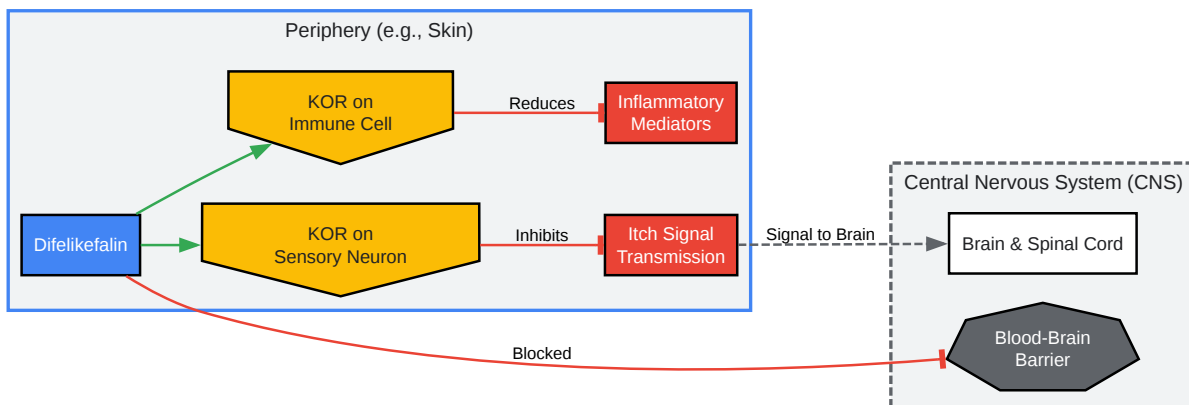 Periphery (e.g., Skin)
KOR on
Immune Cell
Reduces
Inflammatory
Mediators
Central Nervous System (CNS)
Difelikefalin
KOR on
Sensory Neuron
Inhibits
Itch Signal
Transmission
Signal to Brain
Brain & Spinal Cord
Blocked
Blood-Brain
Barrier